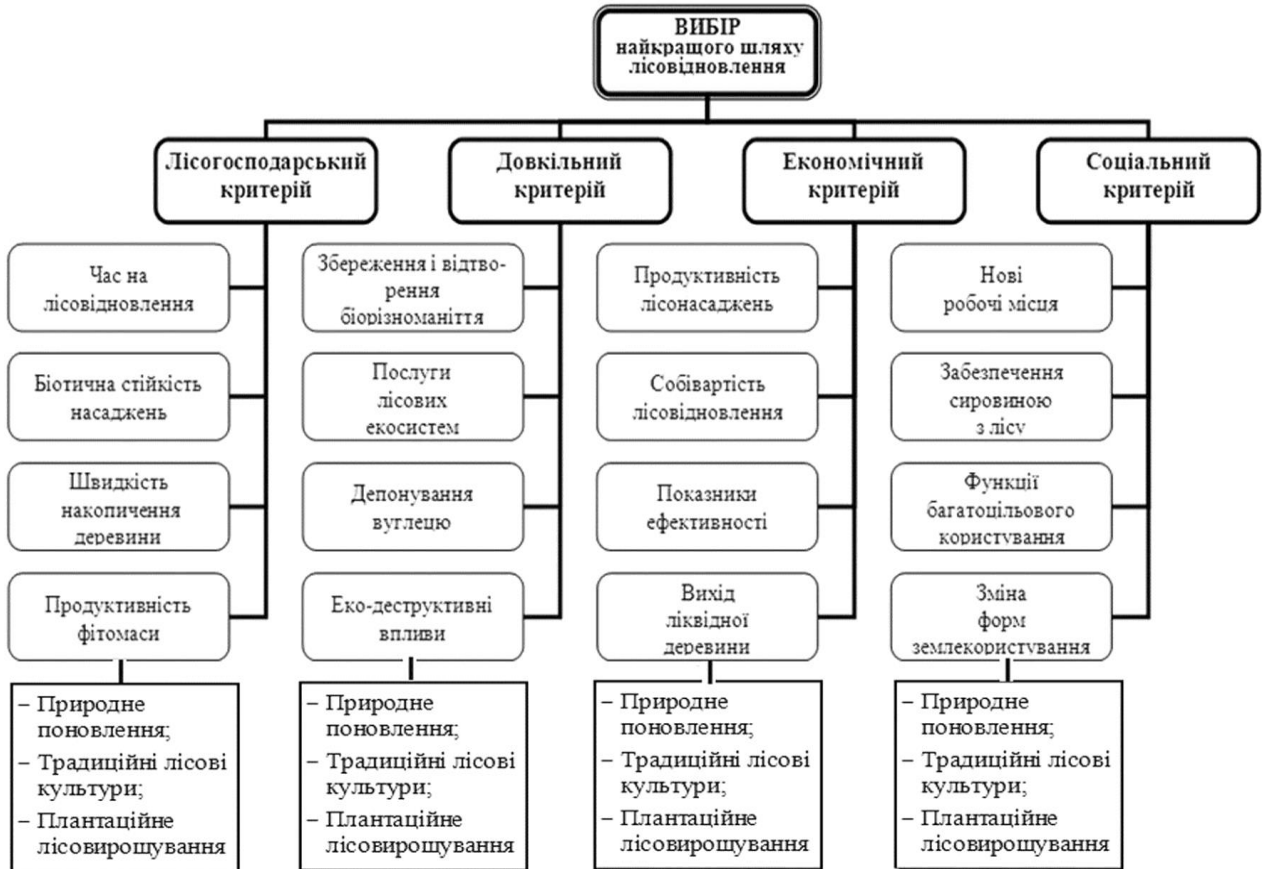 ВИБІР
найкращого шляху
лісовідновлення
Лісогосподарський
критерій
Довкільний
критерій
Економічний
критерій
Соціальний
критерій
Час на
лісовідновлення
Біотична стійкість
насаджень
Швидкість
накопичення
деревини
Продуктивність
фітомаси
– Природне
поновлення;
– Традиційні лісові
культури;
– Плантаційне
лісовирощування
Збереження і відтво-
рення
біорізноманіття
Послуги
лісових
екосистем
Депонування
вуглецю
Еко-деструктивні
впливи
– Природне
поновлення;
– Традиційні лісові
культури;
– Плантаційне
лісовирощування
Продуктивність
лісонасаджень
Собівартість
лісовідновлення
Показники
ефективності
Вихід
ліквідної
деревини
– Природне
поновлення;
– Традиційні лісові
культури;
– Плантаційне
лісовирощування
Нові
робочі місця
Забезпечення
сировиною
з лісу
Функції
багатоцільового
користування
Зміна
форм
землекористування
– Природне
поновлення;
– Традиційні лісові
культури;
– Плантаційне
лісовирощування